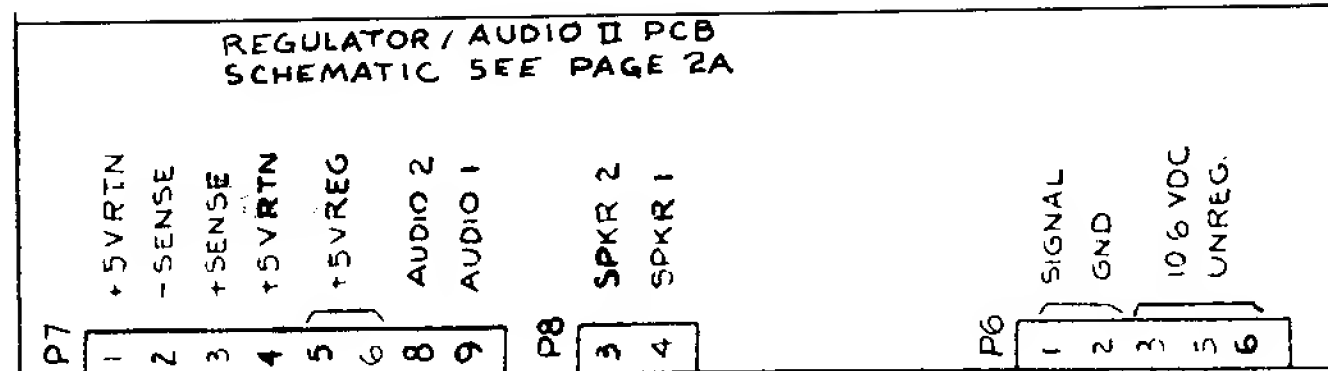 REGULATOR / AUDIO II PCB
SCHEMATIC SEE PAGE 2A
+5VRTN
-SENSE
+SENSE
+5VRTN
+5VREG
AUDIO 2
AUDIO 1
SPKR 2
SPKR 1
SIGNAL
GND
10 6 VDC
UNREG.
P7
1 2 3 4 5 6 8 9
P8
3 4
P6
1 2 3 5 6